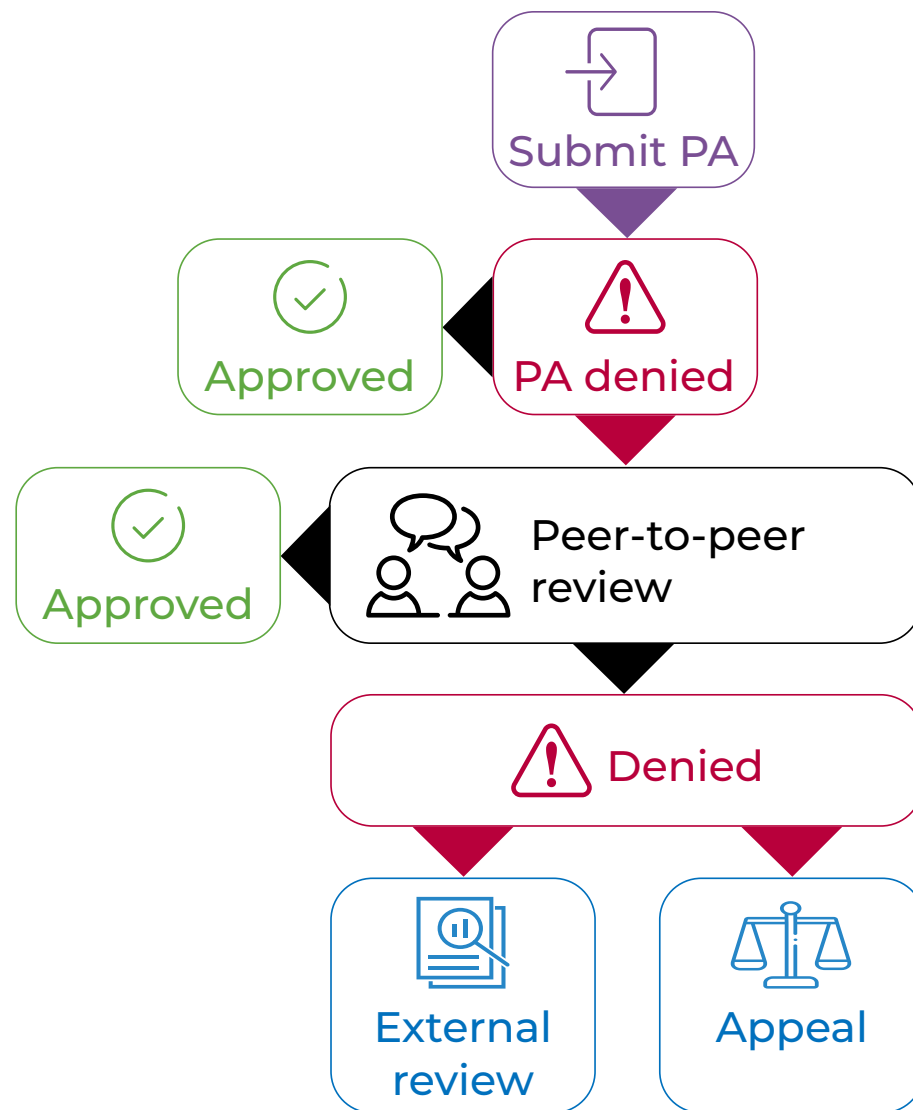 Submit PA
Approved
PA denied
Approved
Peer-to-peer
review
Denied
External
review
Appeal